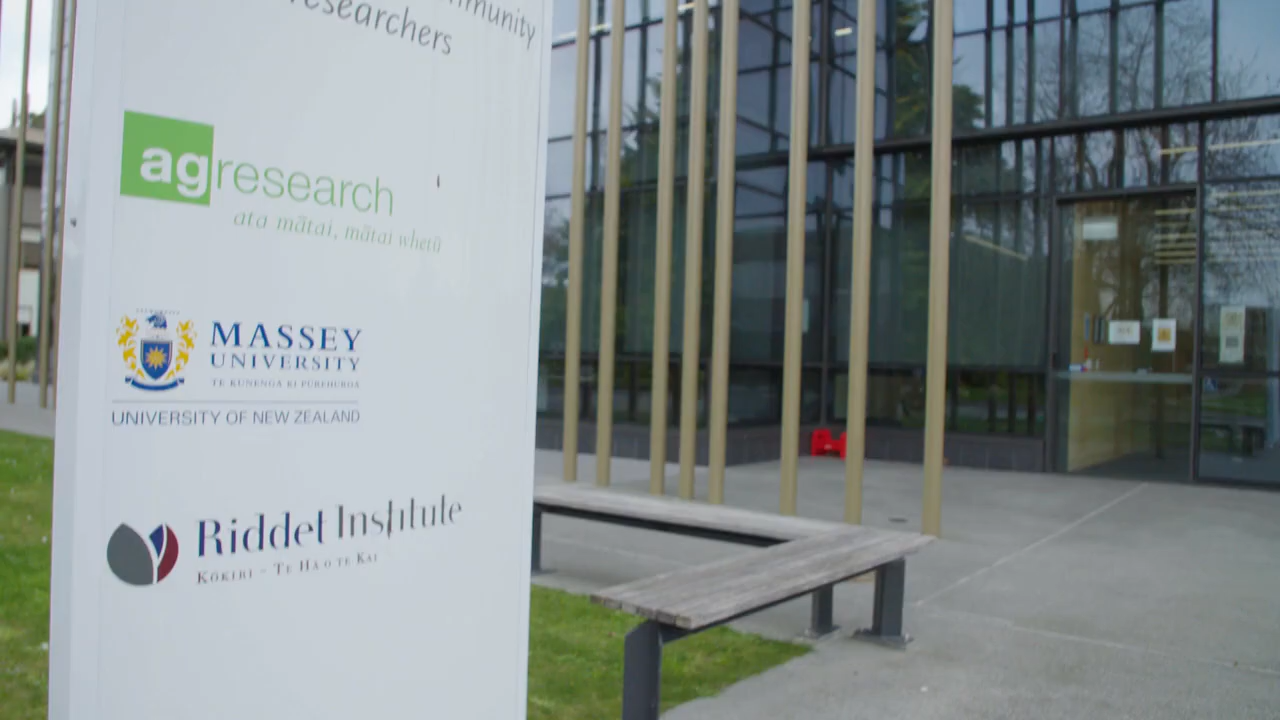 researchers
agresearch
ata mātai, mātai whetū
MASSEY
UNIVERSITY
TE KUNENGA KI PŪREHUROA
UNIVERSITY OF NEW ZEALAND
Riddet Institute
KŌKIRI – TE HĀ O TE KAI